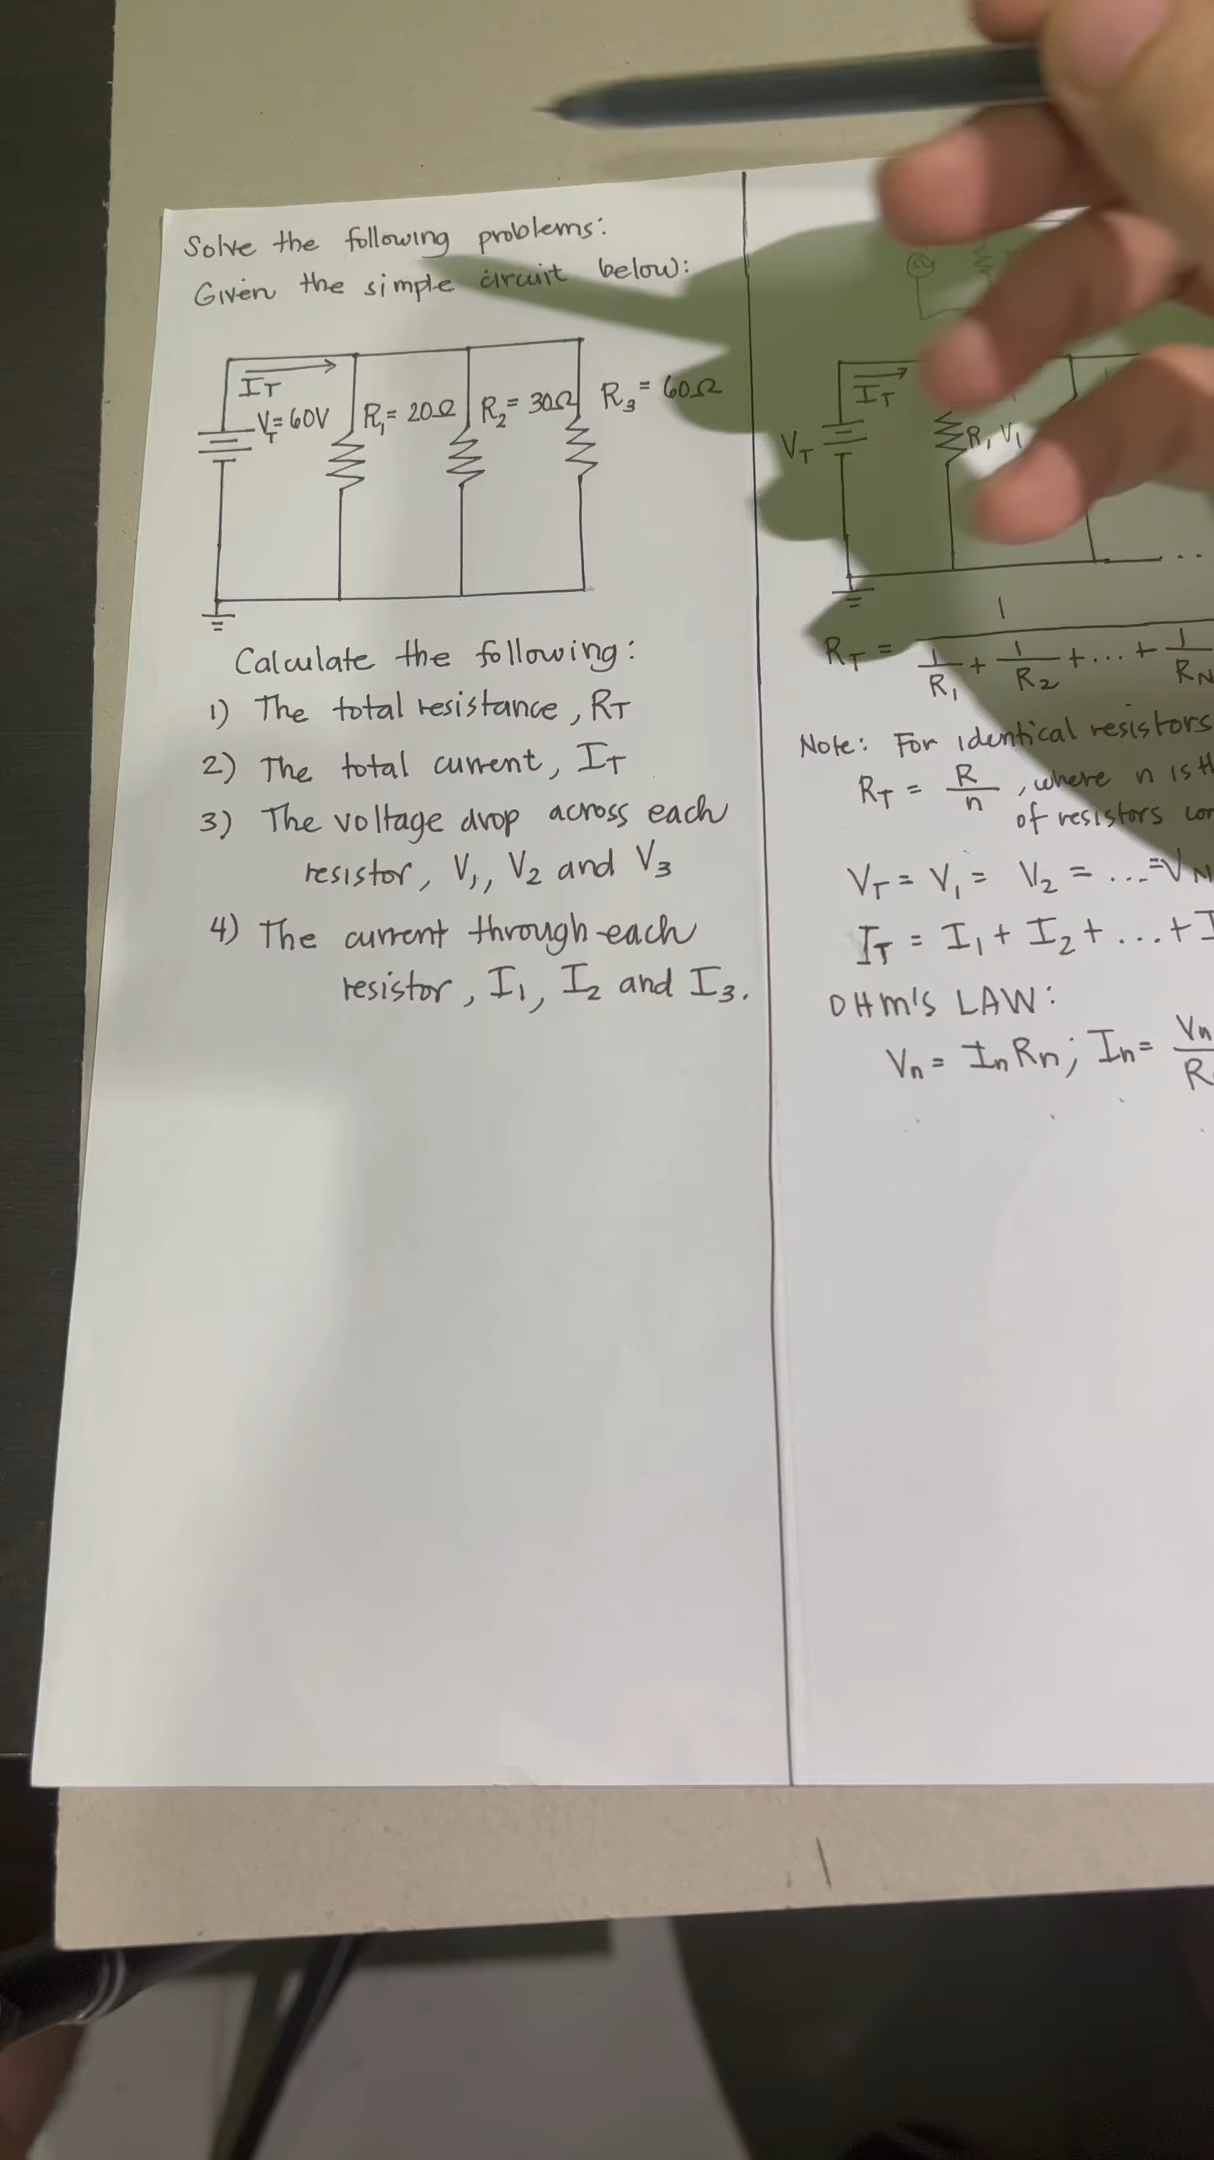 Solve the following problems:
Given the simple circuit below:
IT
VT=60V
R1=20Ω
R2=30Ω
R3=60Ω
Calculate the following:
1) The total resistance, RT
2) The total current, IT
3) The voltage drop across each
resistor, V1, V2 and V3
4) The current through each
resistor, I1, I2 and I3.
Ω
IT
VT
R1 V1
RT = 1
1/R1 + 1/R2 + ... + 1/RN
Note: For identical resistors
RT = R/n, where n is
of resistors
VT = V1 = V2 = ... = VN
IT = I1 + I2 + ... + I
OHM'S LAW:
Vn = InRn; In = Vn/R